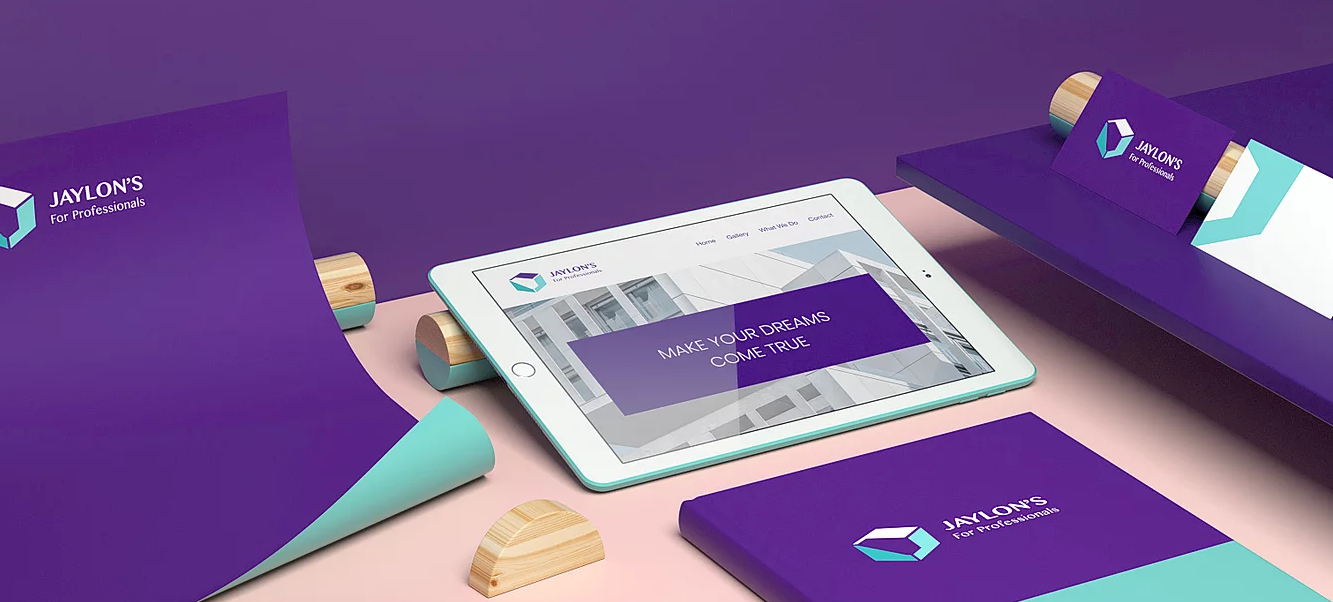 JAYLON'S
For Professionals
JAYLON'S
For Professionals
Home Gallery What We Do Contact
JAYLON'S
For Professionals
MAKE YOUR DREAMS
COME TRUE
JAYLON'S
For Professionals